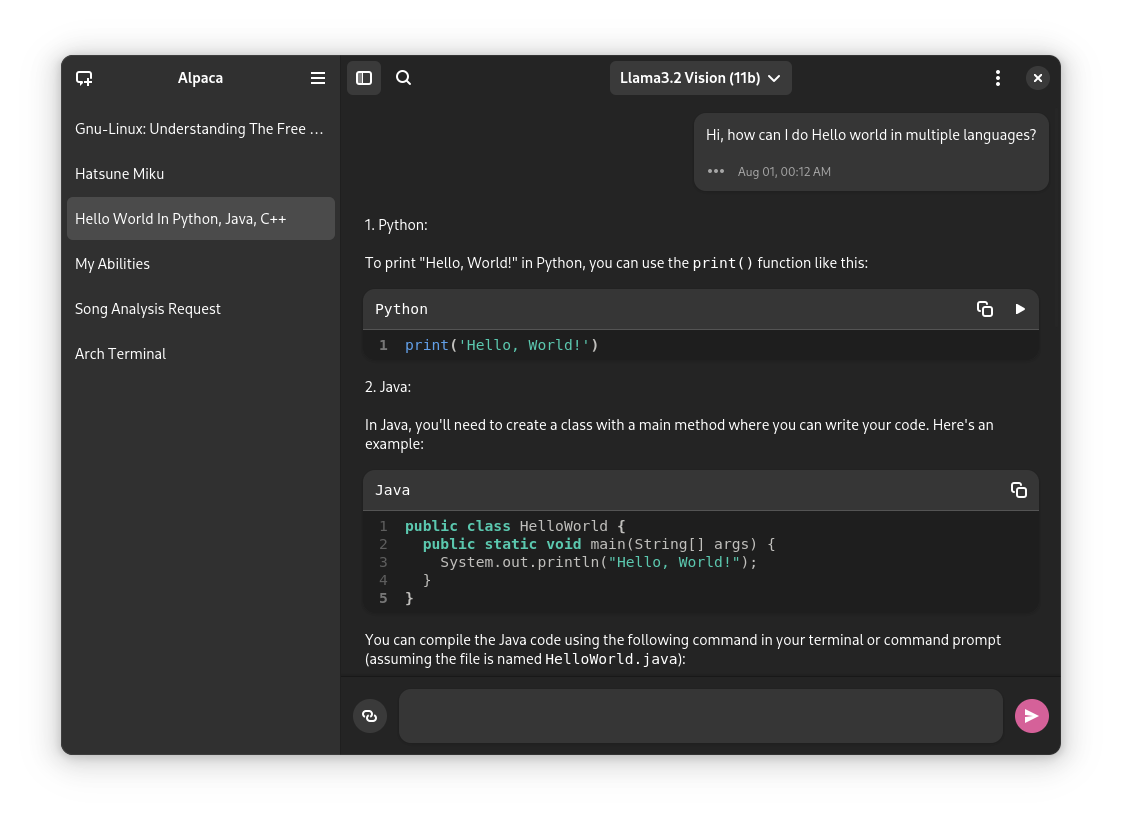 Alpaca
Llama3.2 Vision (11b)
Gnu-Linux: Understanding The Free …
Hatsune Miku
Hello World In Python, Java, C++
My Abilities
Song Analysis Request
Arch Terminal
Hi, how can I do Hello world in multiple languages?
Aug 01, 00:12 AM
1. Python:
To print "Hello, World!" in Python, you can use the print() function like this:
Python
1 print('Hello, World!')
2. Java:
In Java, you'll need to create a class with a main method where you can write your code. Here's an
example:
Java
1 public class HelloWorld {
2   public static void main(String[] args) {
3     System.out.println("Hello, World!");
4   }
5 }
You can compile the Java code using the following command in your terminal or command prompt
(assuming the file is named HelloWorld.java):